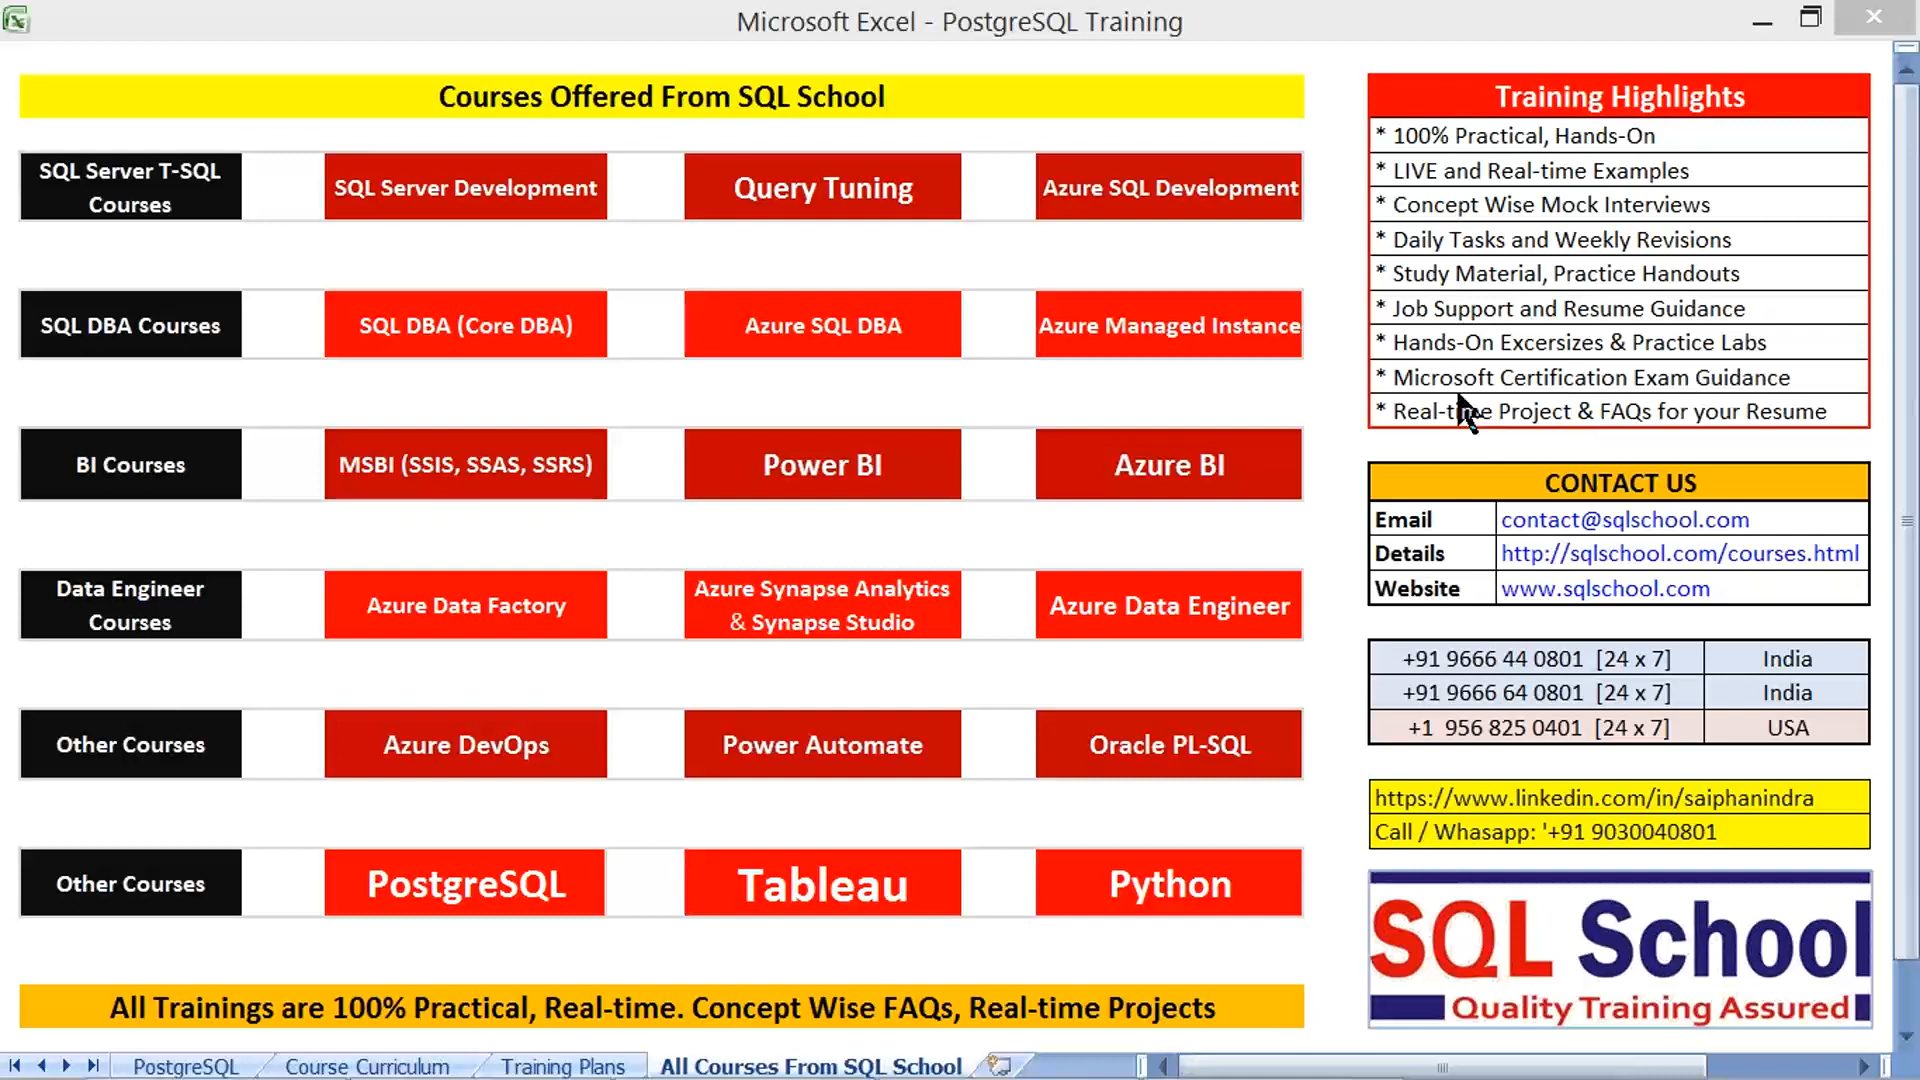 Microsoft Excel - PostgreSQL Training
Courses Offered From SQL School
SQL Server T-SQL
Courses
SQL Server Development
Query Tuning
Azure SQL Development
SQL DBA Courses
SQL DBA (Core DBA)
Azure SQL DBA
Azure Managed Instance
BI Courses
MSBI (SSIS, SSAS, SSRS)
Power BI
Azure BI
Data Engineer
Courses
Azure Data Factory
Azure Synapse Analytics
& Synapse Studio
Azure Data Engineer
Other Courses
Azure DevOps
Power Automate
Oracle PL-SQL
Other Courses
PostgreSQL
Tableau
Python
All Trainings are 100% Practical, Real-time. Concept Wise FAQs, Real-time Projects
Training Highlights
* 100% Practical, Hands-On
* LIVE and Real-time Examples
* Concept Wise Mock Interviews
* Daily Tasks and Weekly Revisions
* Study Material, Practice Handouts
* Job Support and Resume Guidance
* Hands-On Excersizes & Practice Labs
* Microsoft Certification Exam Guidance
* Real-time Project & FAQs for your Resume
CONTACT US
Email contact@sqlschool.com
Details http://sqlschool.com/courses.html
Website www.sqlschool.com
+91 9666 44 0801 [24 x 7] India
+91 9666 64 0801 [24 x 7] India
+1 956 825 0401 [24 x 7] USA
https://www.linkedin.com/in/saiphanindra
Call / Whasapp: '+91 9030040801
SQL School
Quality Training Assured
PostgreSQL
Course Curriculum
Training Plans
All Courses From SQL School